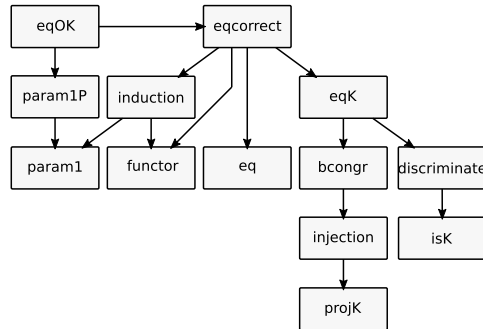 eqOK
eqcorrect
param1P
induction
eqK
param1
functor
eq
bcongr
discriminate
injection
isK
projK